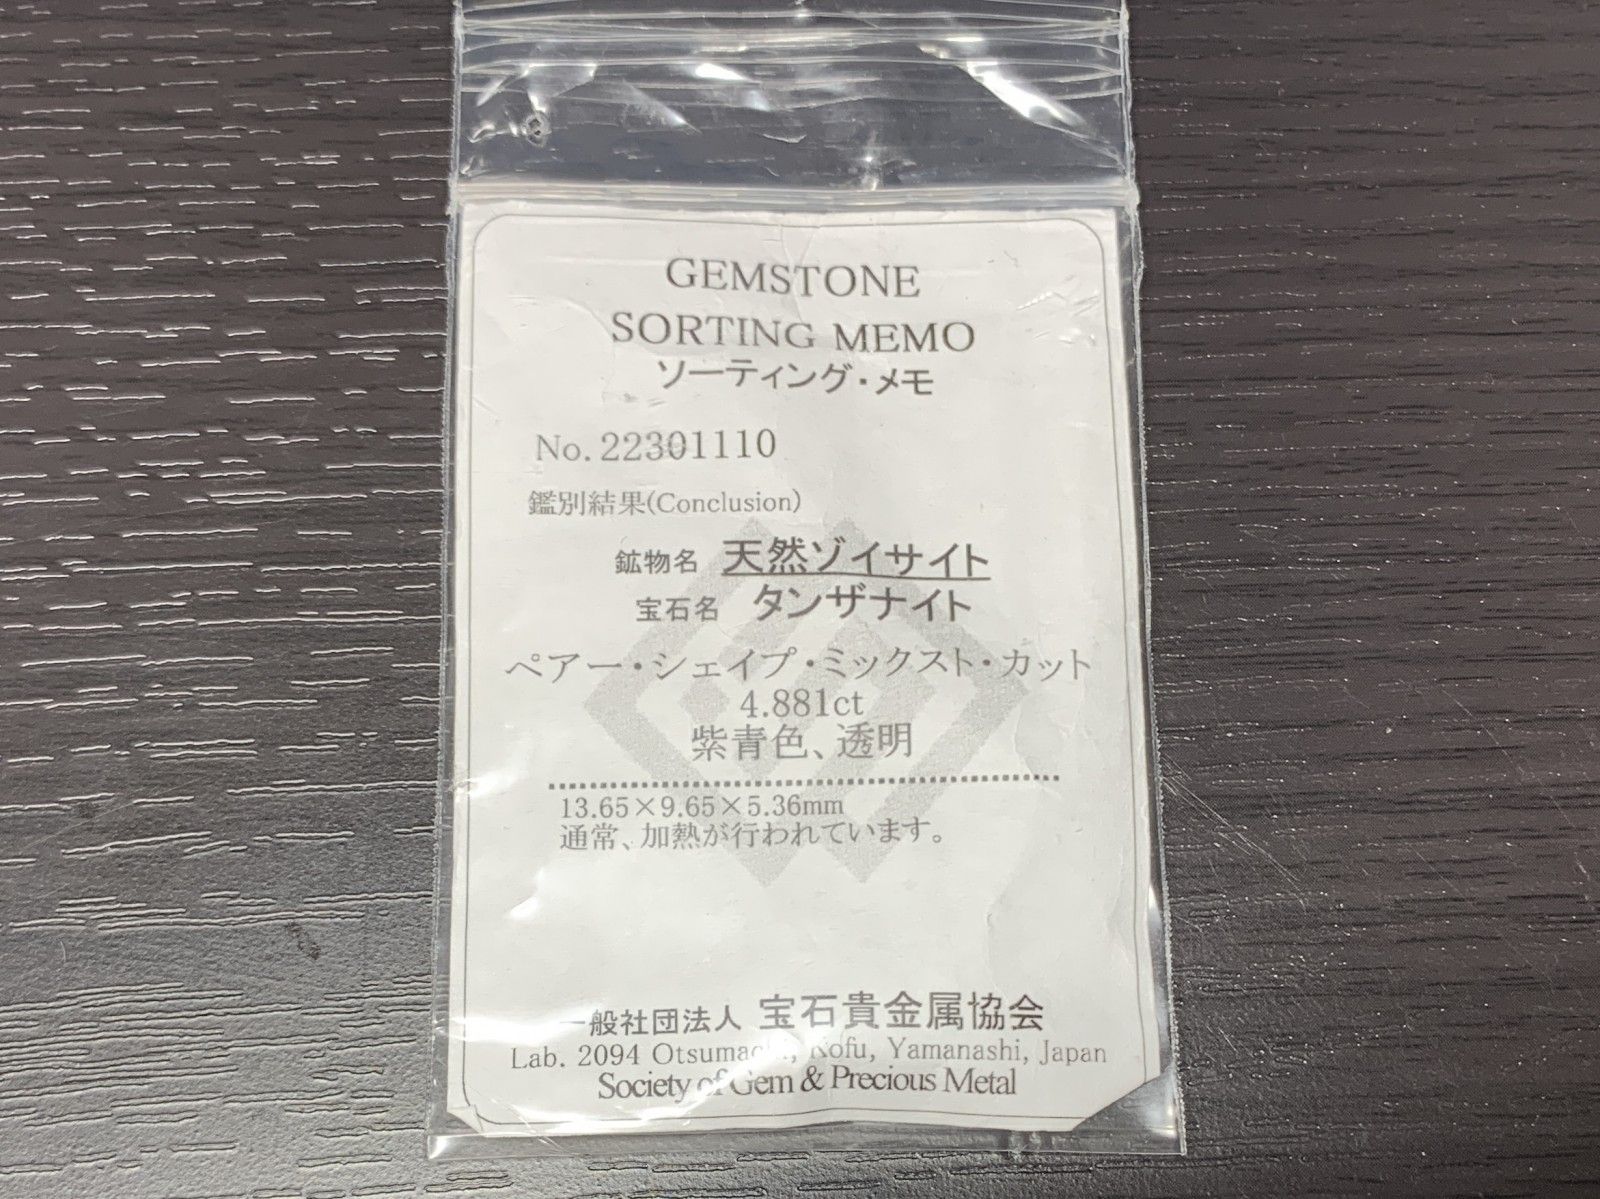 GEMSTONE
SORTING MEMO
ソーティング・メモ
No. 22301110
鑑別結果(Conclusion)
鉱物名 天然ゾイサイト
宝石名 タンザナイト
ペアー・シェイプ・ミックスト・カット
4.881ct
紫青色、透明
13.65×9.65×5.36mm
通常、加熱が行われています。
一般社団法人 宝石貴金属協会
Lab. 2094 Otsumachi, Kofu, Yamanashi, Japan
Society of Gem & Precious Metal